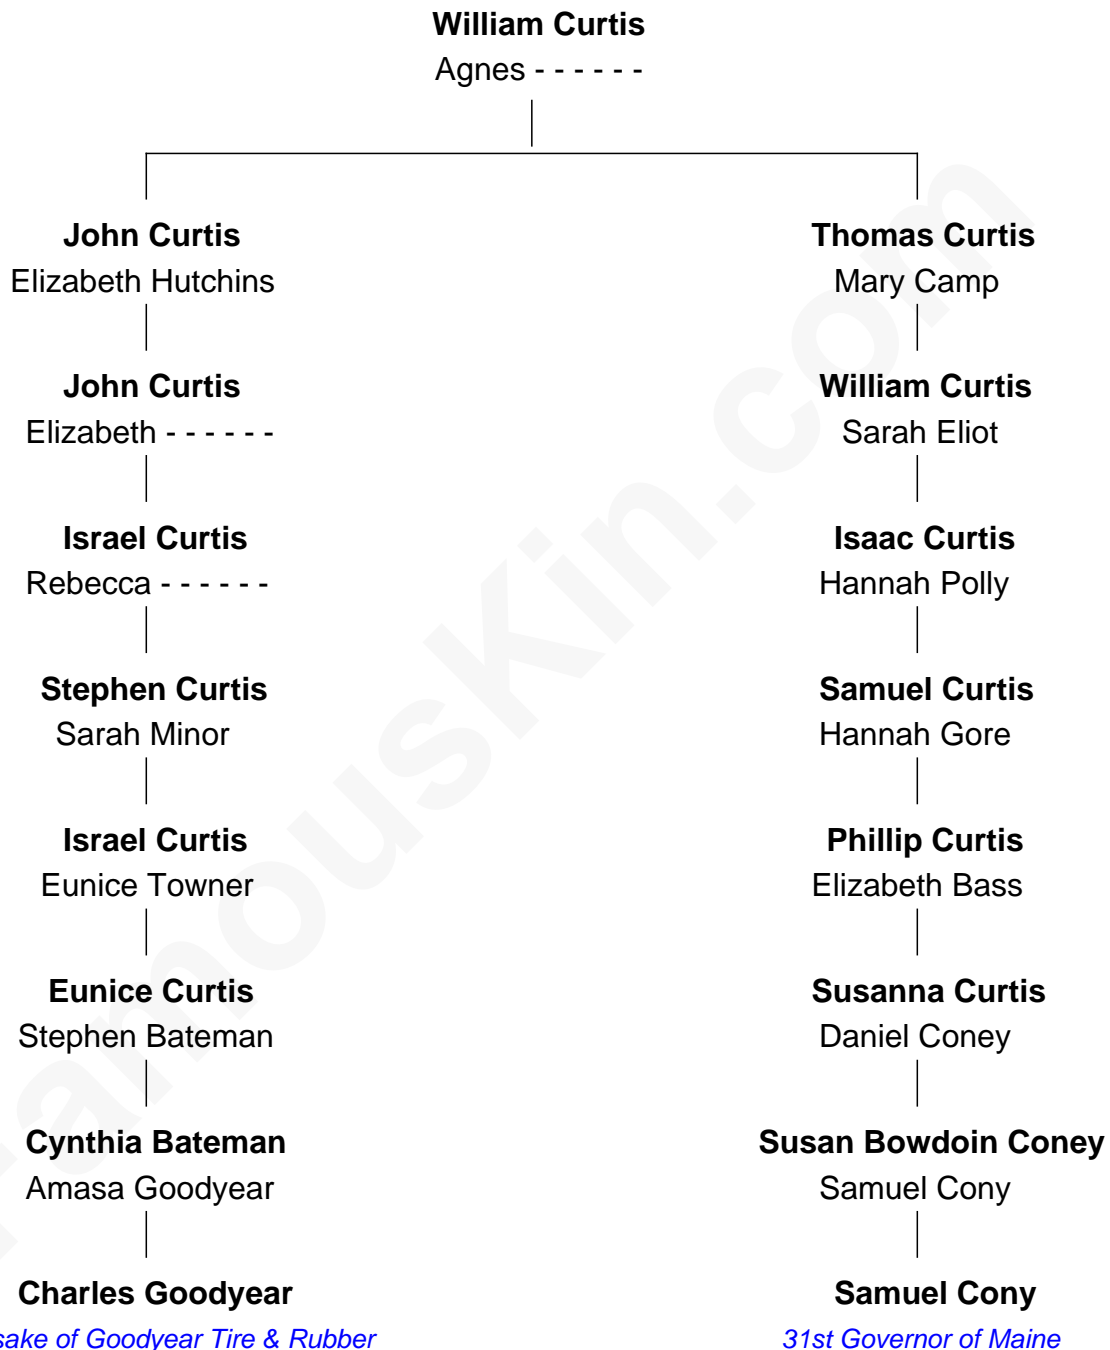 William Curtis
Agnes - - - - - -
John Curtis
Elizabeth Hutchins
Thomas Curtis
Mary Camp
John Curtis
Elizabeth - - - - - -
William Curtis
Sarah Eliot
Israel Curtis
Rebecca - - - - - -
Isaac Curtis
Hannah Polly
Stephen Curtis
Sarah Minor
Samuel Curtis
Hannah Gore
Israel Curtis
Eunice Towner
Phillip Curtis
Elizabeth Bass
Eunice Curtis
Stephen Bateman
Susanna Curtis
Daniel Coney
Cynthia Bateman
Amasa Goodyear
Susan Bowdoin Coney
Samuel Cony
Charles Goodyear
sake of Goodyear Tire & Rubber
Samuel Cony
31st Governor of Maine
FamousKin.com